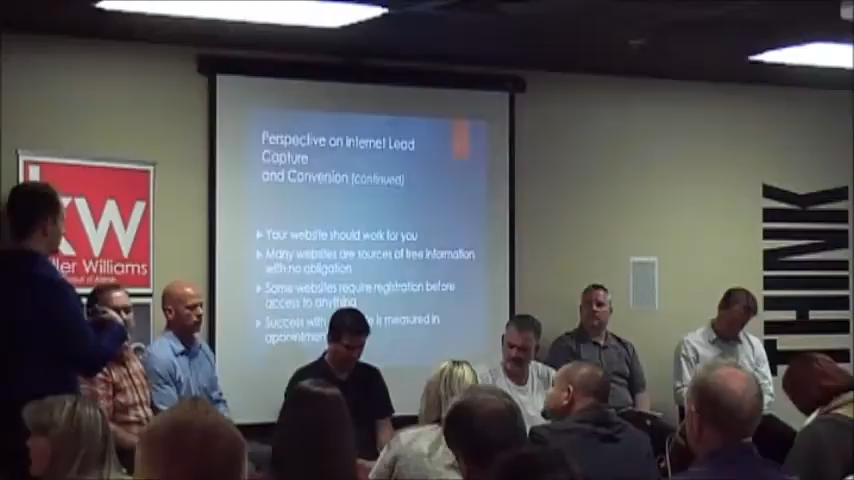 Perspective on Internet Lead
Capture
and Conversion (continued)
Your website should work for you
Many websites are sources of free information
with no obligation
Some websites require registration before
access to anything
Success with is measured in
kw
ller Williams